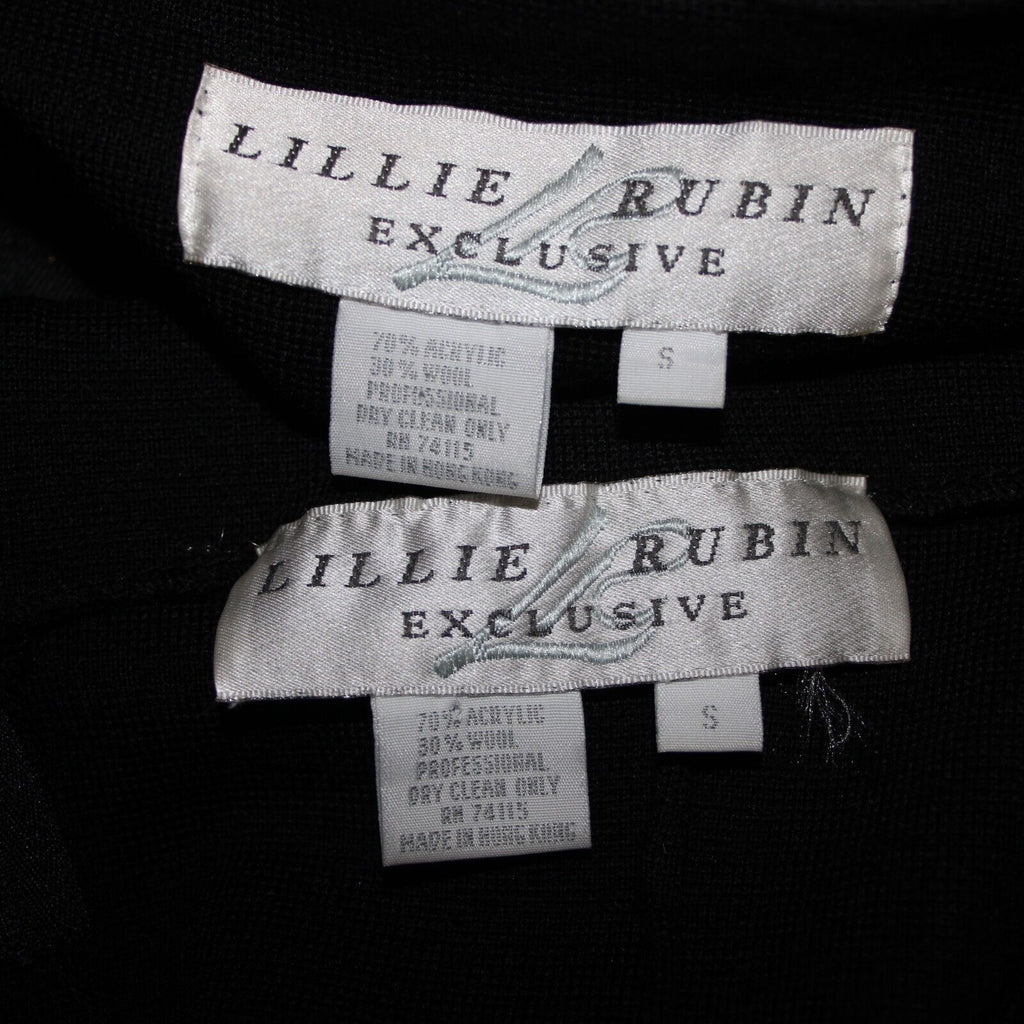 LILLIE RUBIN
EXCLUSIVE
70% ACRYLIC
30% WOOL
PROFESSIONAL
DRY CLEAN ONLY
RN 74115
MADE IN HONG KONG
S
LILLIE RUBIN
EXCLUSIVE
70% ACRYLIC
30% WOOL
PROFESSIONAL
DRY CLEAN ONLY
RN 74115
MADE IN HONG KONG
S